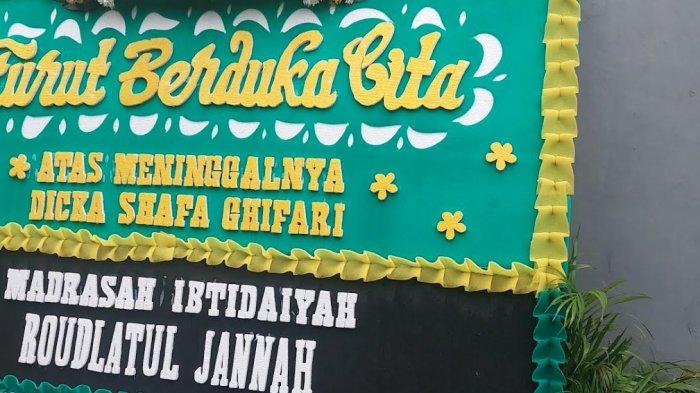 Turut Berduka Cita
ATAS MENINGGALNYA
DICKA SHAFA GHIFARI
MADRASAH IBTIDAIYAH
ROUDLATUL JANNAH